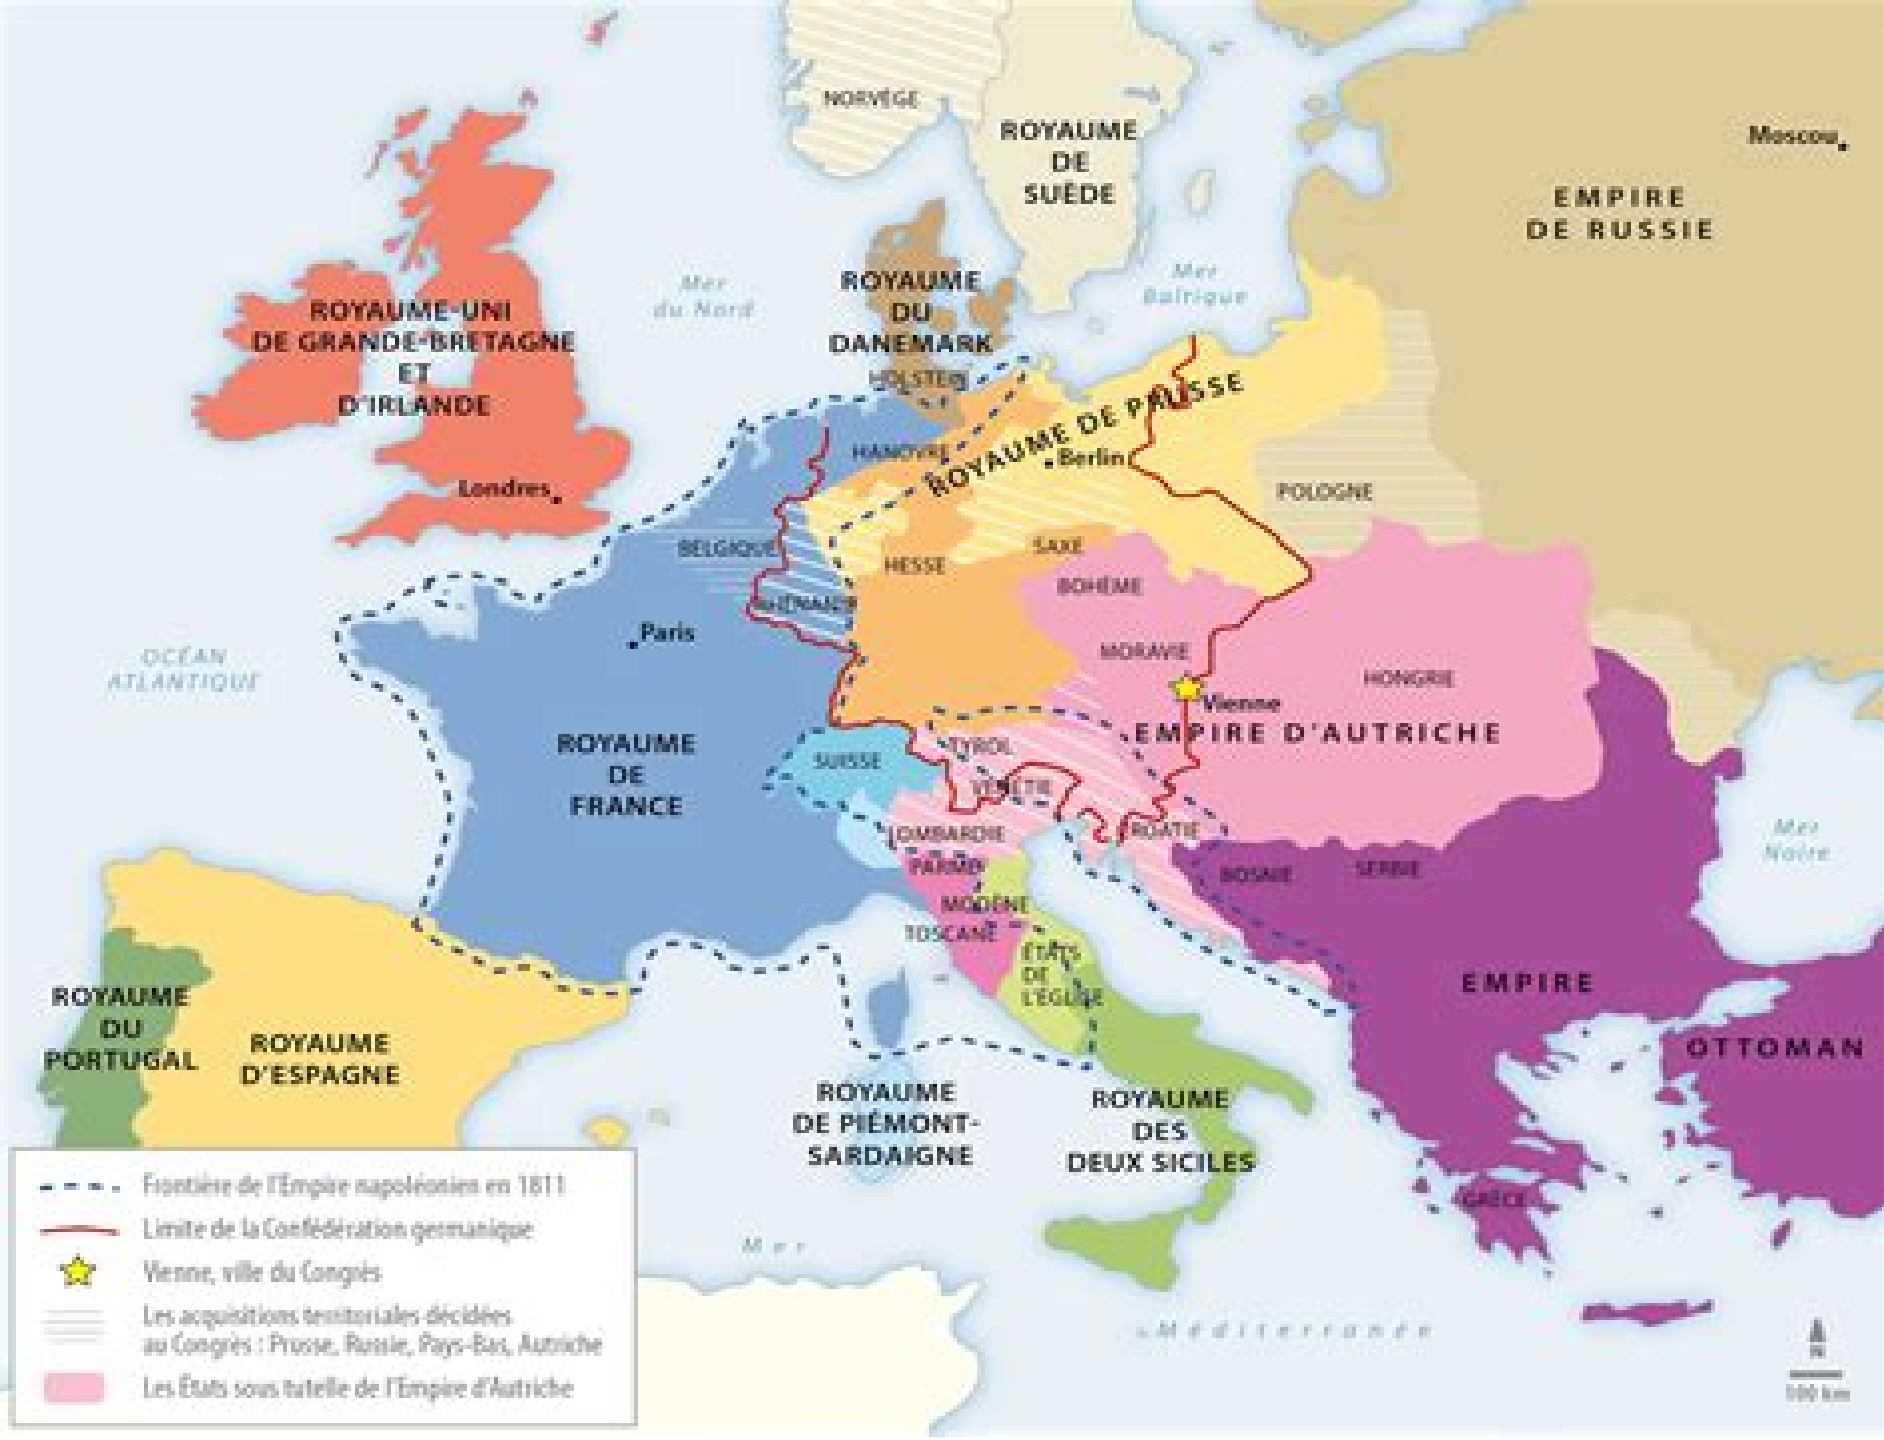 NORVÈGE
ROYAUME
DE
SUÈDE
Moscou
EMPIRE
DE RUSSIE
Mer
du Nord
ROYAUME
DU
DANEMARK
HOLSTEIN
Mer
Baltique
ROYAUME-UNI
DE GRANDE-BRETAGNE
ET
D'IRLANDE
Londres
HANOVRE
ROYAUME DE PRUSSE
Berlin
POLOGNE
BELGIQUE
HESSE
SAXE
BOHÊME
RHÉNANIE
Paris
OCÉAN
ATLANTIQUE
MORAVIE
HONGRIE
Vienne
EMPIRE D'AUTRICHE
ROYAUME
DE
FRANCE
SUISSE
TYROL
VÉNÉTIE
LOMBARDIE
CROATIE
PARME
BOSNIE
SERBIE
Mer
Noire
MODÈNE
TOSCANE
ÉTATS
DE
L'ÉGLISE
EMPIRE
OTTOMAN
ROYAUME
DU
PORTUGAL
ROYAUME
D'ESPAGNE
ROYAUME
DE PIÉMONT-
SARDAIGNE
ROYAUME
DES
DEUX SICILES
GRÈCE
Mer
Méditerranée
Frontière de l'Empire napoléonien en 1811
Limite de la Confédération germanique
Vienne, ville du Congrès
Les acquisitions territoriales décidées
au Congrès : Prusse, Russie, Pays-Bas, Autriche
Les États sous tutelle de l'Empire d'Autriche
N
100 km